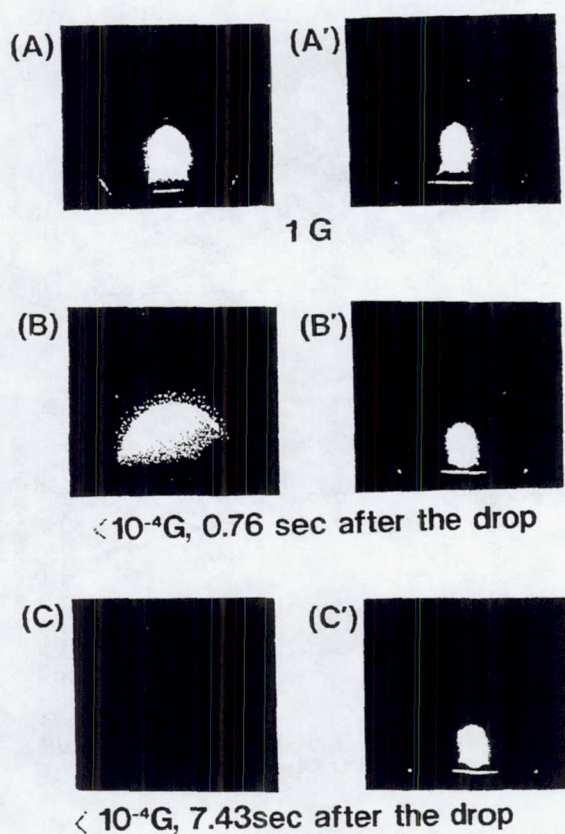 (A) (A')
1 G
(B) (B')
<10⁻⁴G, 0.76 sec after the drop
(C) (C')
< 10⁻⁴G, 7.43sec after the drop